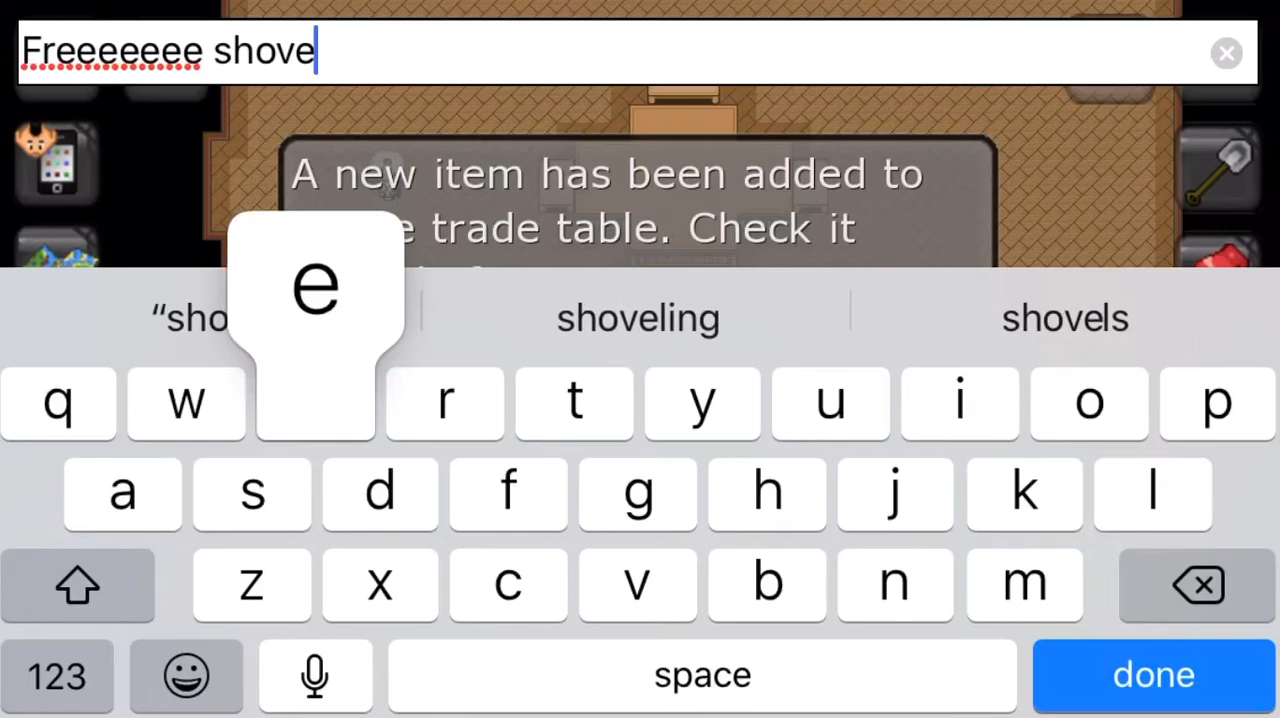 Freeeeeee shove
A new item has been added to
e trade table. Check it
“sho
shoveling
shovels
e
q w r t y u i o p
a s d f g h j k l
z x c v b n m
123
space
done